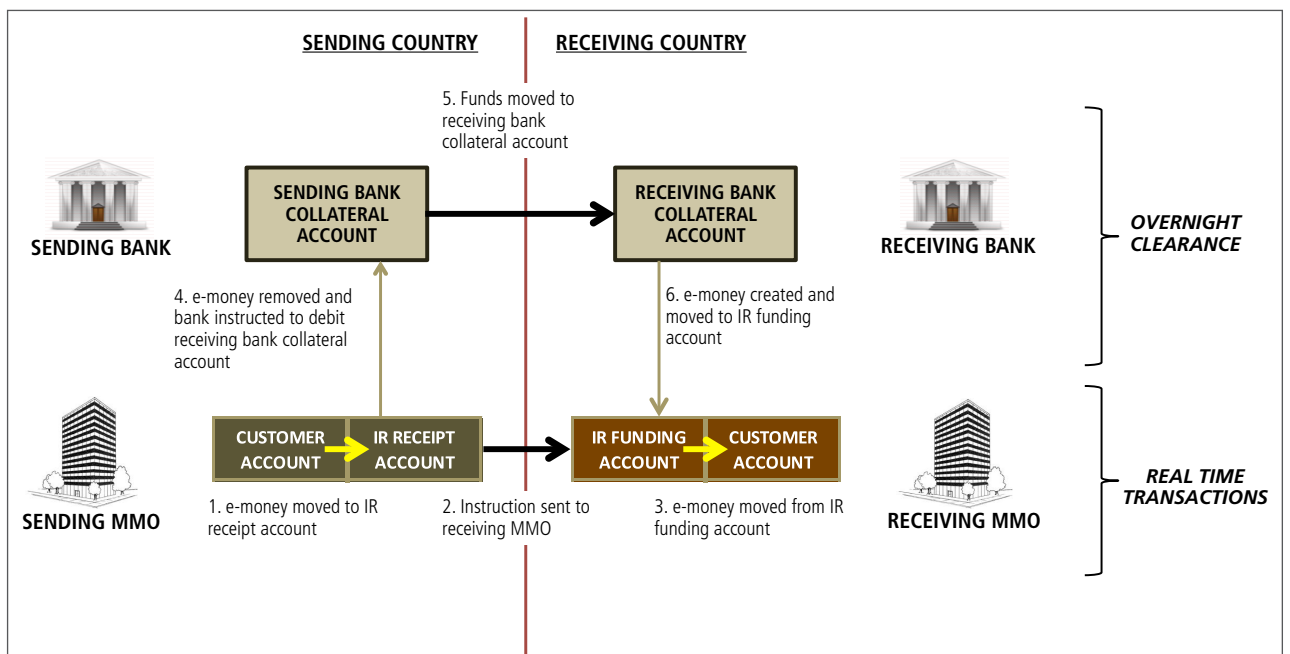 SENDING COUNTRY
RECEIVING COUNTRY
5. Funds moved to
receiving bank
collateral account
SENDING BANK
SENDING BANK
COLLATERAL
ACCOUNT
RECEIVING BANK
COLLATERAL
ACCOUNT
RECEIVING BANK
OVERNIGHT
CLEARANCE
4. e-money removed and
bank instructed to debit
receiving bank collateral
account
6. e-money created and
moved to IR funding
account
SENDING MMO
CUSTOMER
ACCOUNT
IR RECEIPT
ACCOUNT
IR FUNDING
ACCOUNT
CUSTOMER
ACCOUNT
RECEIVING MMO
REAL TIME
TRANSACTIONS
1. e-money moved to IR
receipt account
2. Instruction sent to
receiving MMO
3. e-money moved from IR
funding account